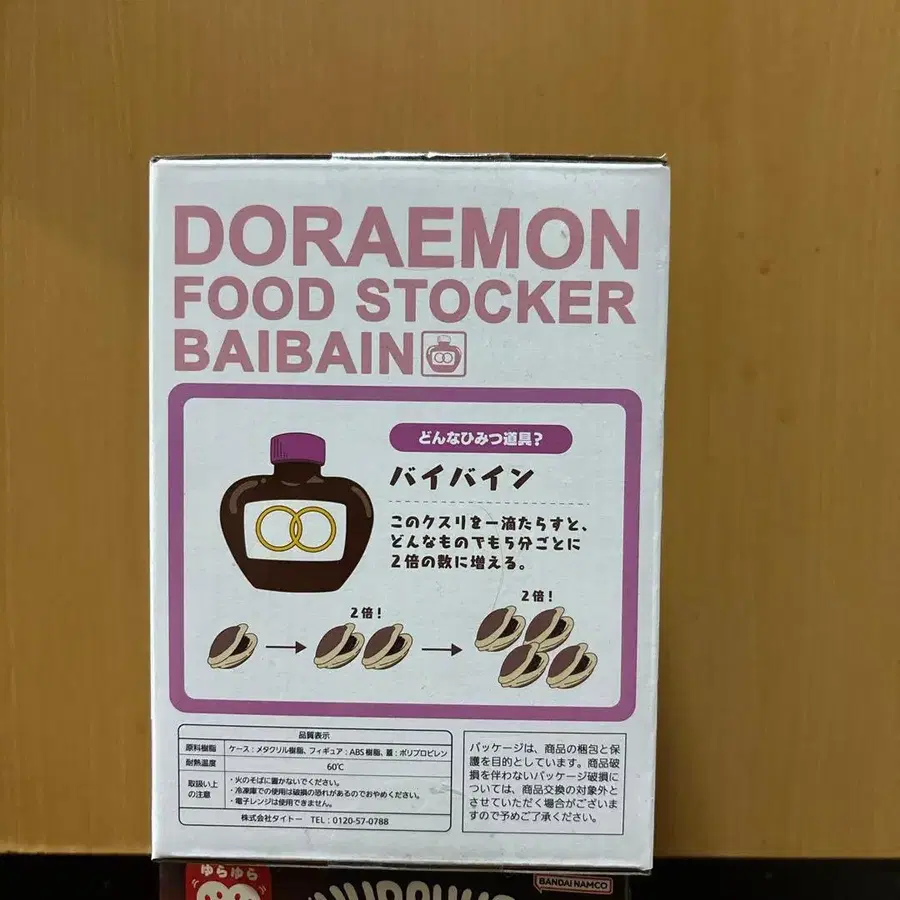 DORAEMON
FOOD STOCKER
BAIBAIN
どんなひみつ道具?
バイバイン
このクスリを一滴たらすと、
どんなものでも5分ごとに
2倍の数に増える。
2倍!
2倍!
品質表示
原料樹脂 ケース:メタクリル樹脂、フィギュア:ABS樹脂、蓋:ポリプロピレン
耐熱温度 60℃
取扱い上の注意
・火のそばに置かないでください。
・冷凍庫での使用は破損の恐れがあるのでおやめください。
・電子レンジは使用できません。
株式会社タイトー TEL:0120-57-0788
パッケージは、商品の梱包と保
護を目的としています。商品破
損を伴わないパッケージ破損に
ついては、商品交換の対象外と
させていただく場合がございま
すので予めご了承ください。
ゆらゆら
BANDAI NAMCO